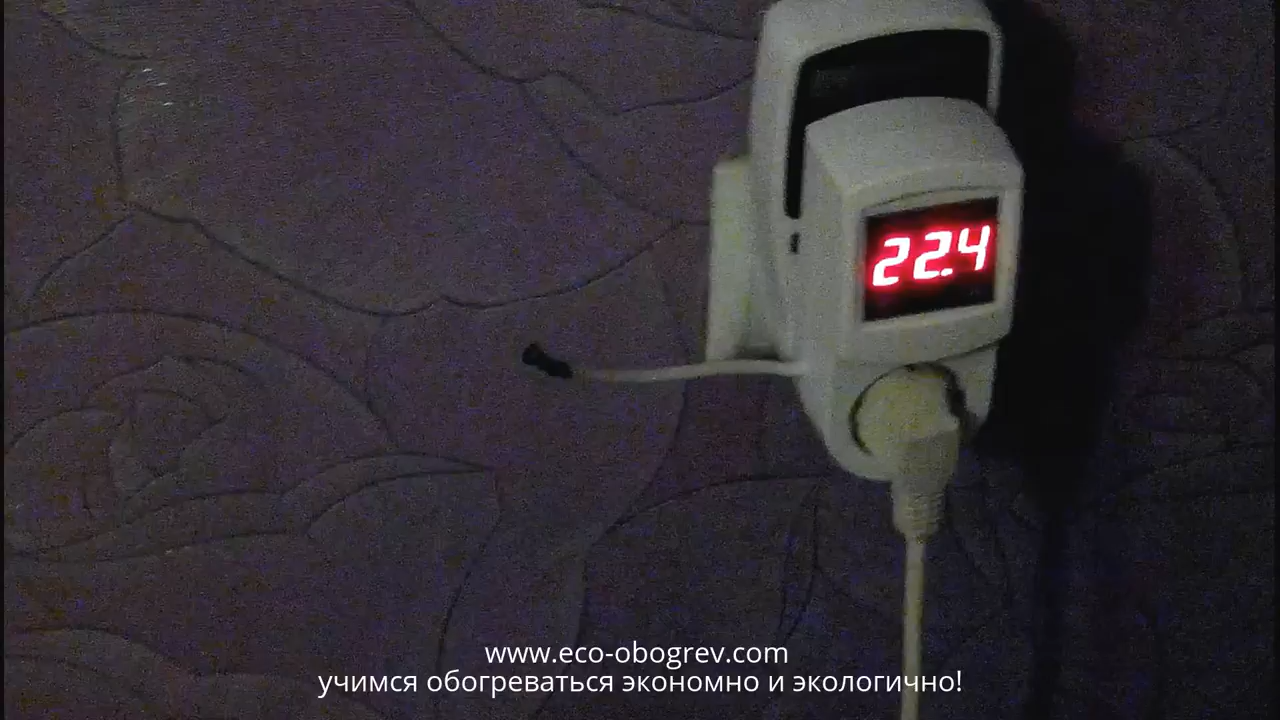 22.4
www.eco-obogrev.com
учимся обогреваться экономно и экологично!